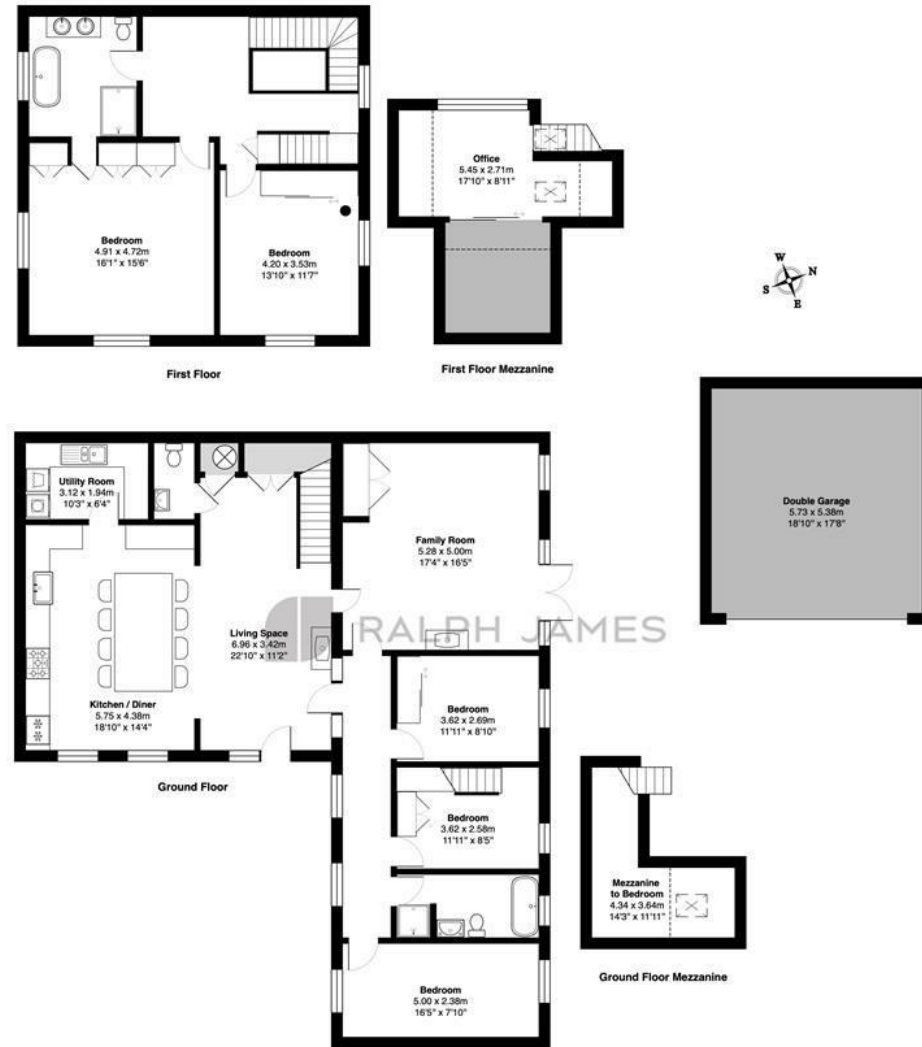 Office
5.45 x 2.71m
17'10" x 8'11"
Bedroom
4.91 x 4.72m
16'1" x 15'6"
Bedroom
4.20 x 3.53m
13'10" x 11'7"
W
N
S
E
First Floor
First Floor Mezzanine
Utility Room
3.12 x 1.94m
10'3" x 6'4"
Double Garage
5.73 x 5.38m
18'10" x 17'8"
Family Room
5.28 x 5.00m
17'4" x 16'5"
RALPH JAMES
Living Space
6.96 x 3.42m
22'10" x 11'2"
Kitchen / Diner
5.75 x 4.38m
18'10" x 14'4"
Bedroom
3.62 x 2.69m
11'11" x 8'10"
Ground Floor
Bedroom
3.62 x 2.58m
11'11" x 8'5"
Mezzanine
to Bedroom
4.34 x 3.64m
14'3" x 11'11"
Ground Floor Mezzanine
Bedroom
5.00 x 2.38m
16'5" x 7'10"